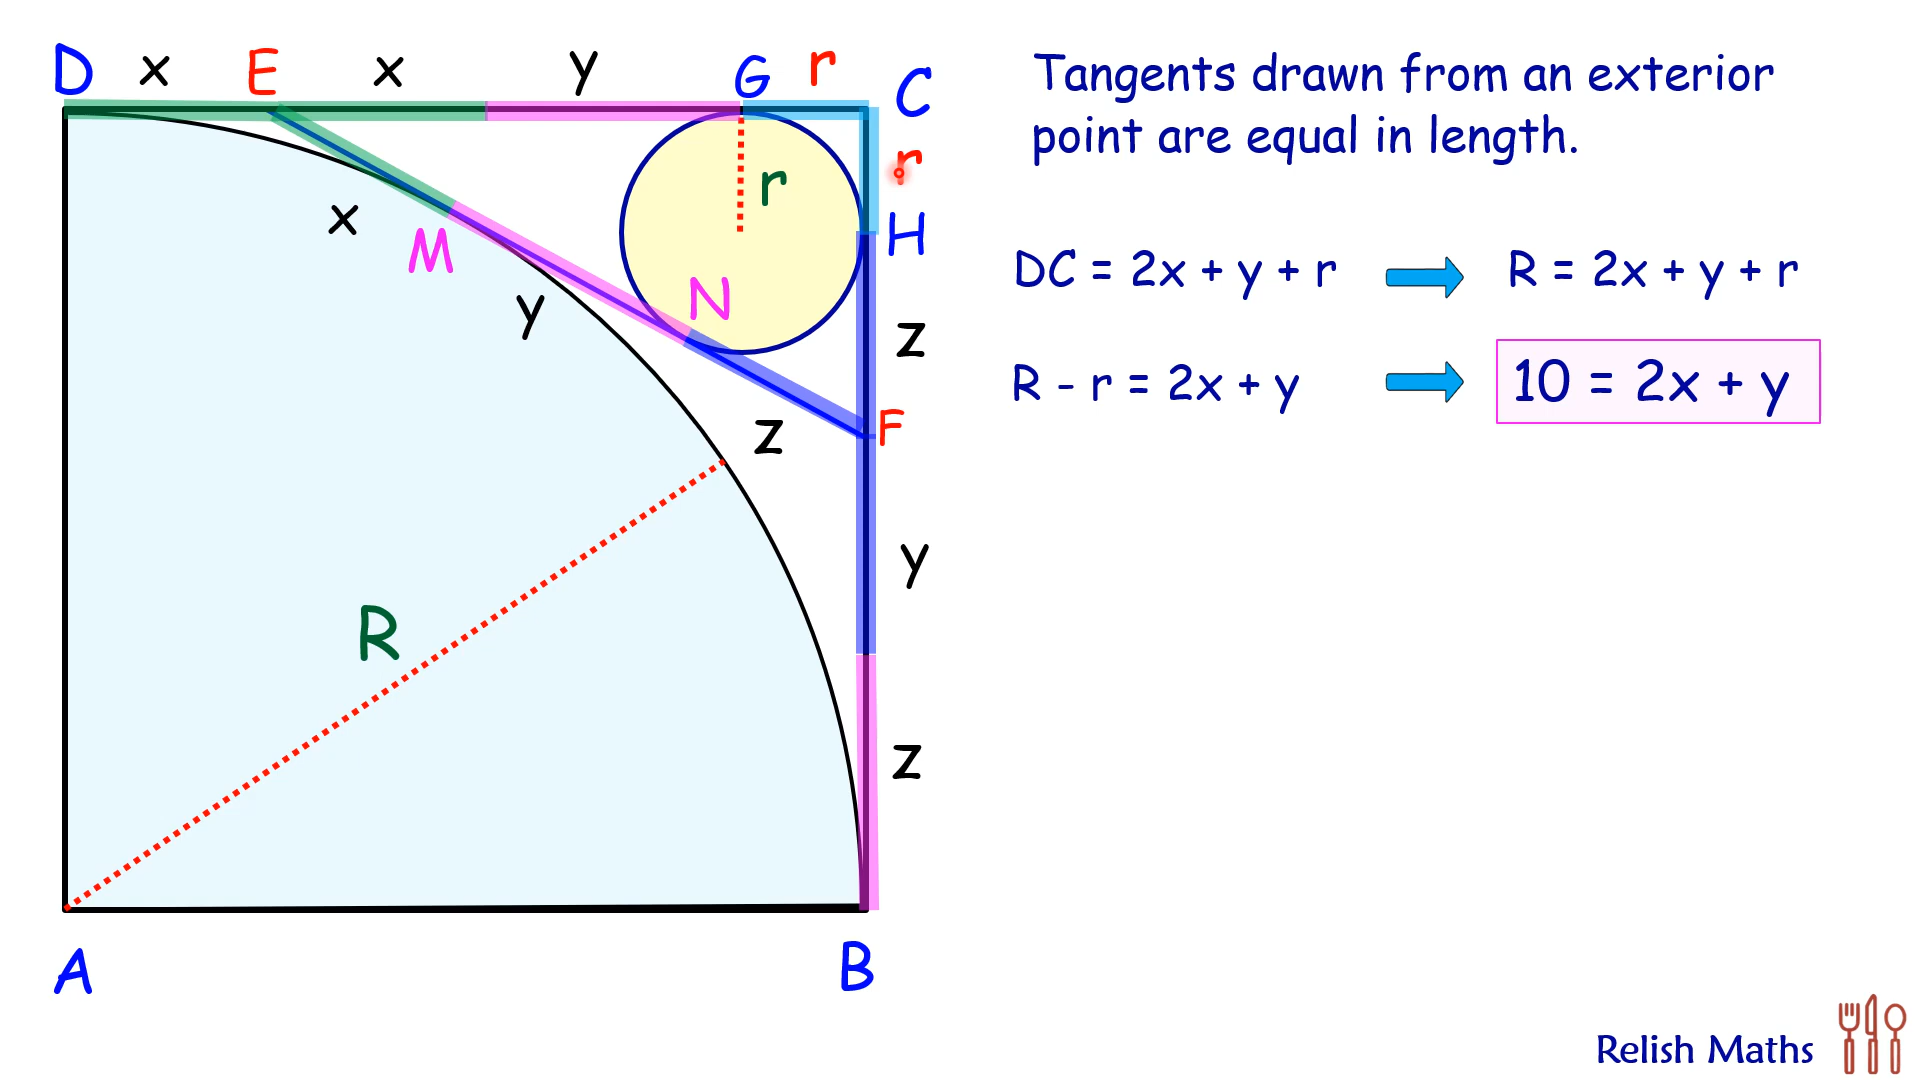 D x E x y G r C
Tangents drawn from an exterior
point are equal in length.
r
r
x
M
H
DC = 2x + y + r
R = 2x + y + r
N
y
z
R - r = 2x + y
10 = 2x + y
F
z
y
R
z
A
B
Relish Maths